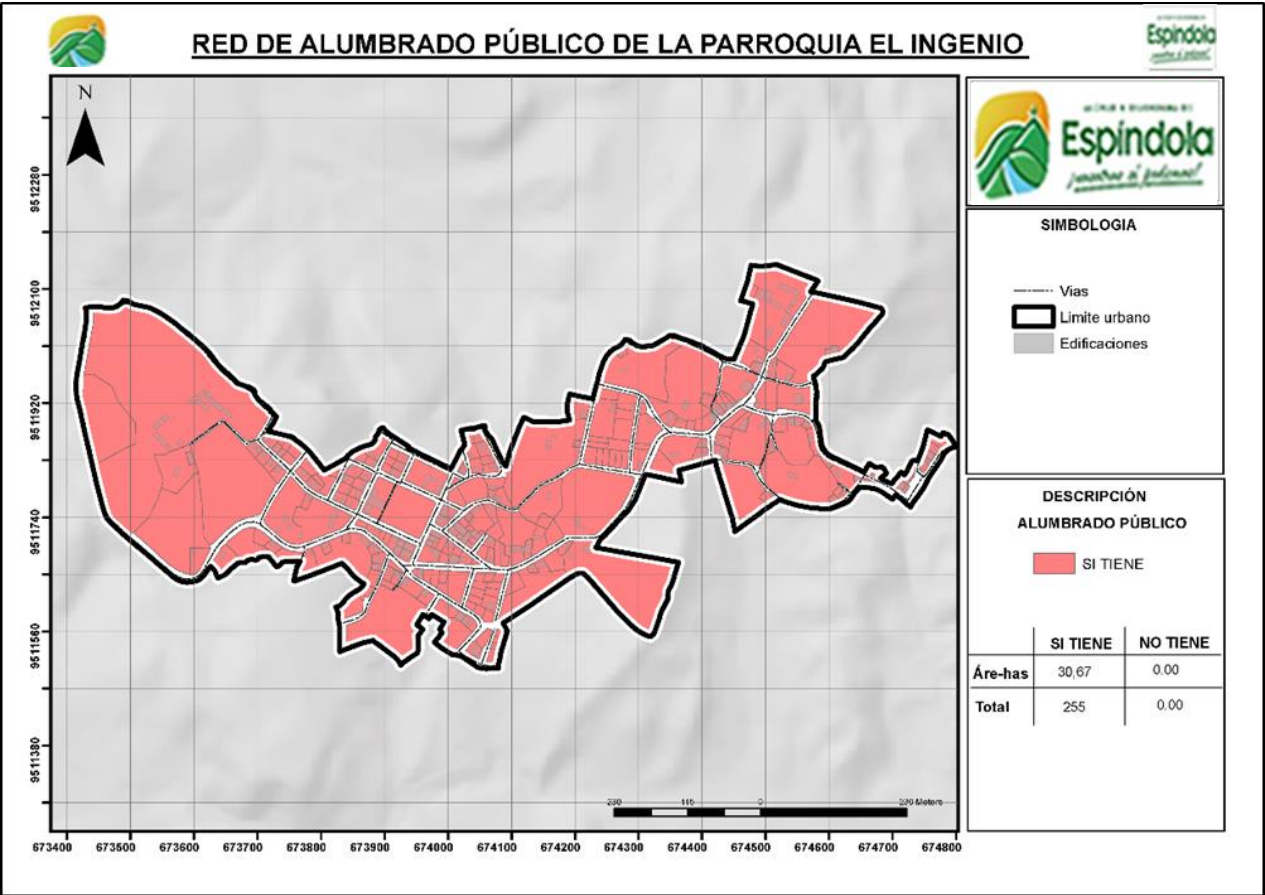 RED DE ALUMBRADO PÚBLICO DE LA PARROQUIA EL INGENIO
Espíndola
N
Espíndola
¡nosotros sí podemos!
SIMBOLOGIA
Vias
Limite urbano
Edificaciones
DESCRIPCIÓN
ALUMBRADO PÚBLICO
SI TIENE
SI TIENE NO TIENE
Áre-has 30,67 0.00
Total 255 0.00
9512280
9512100
9511920
9511740
9511560
9511380
230 115 0 230 Meters
673400 673500 673600 673700 673800 673900 674000 674100 674200 674300 674400 674500 674600 674700 674800